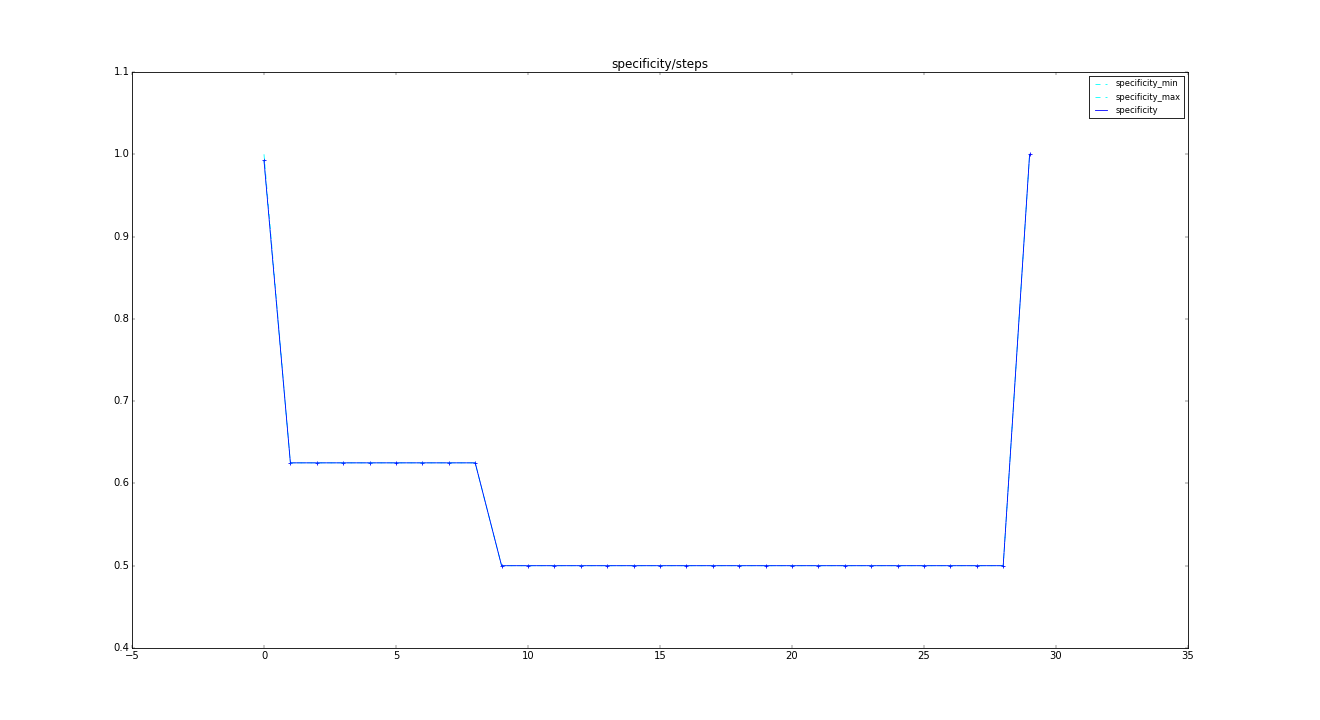 specificity/steps
1.1
1.0
0.9
0.8
0.7
0.6
0.5
0.4
−5 0 5 10 15 20 25 30 35
specificity_min
specificity_max
specificity